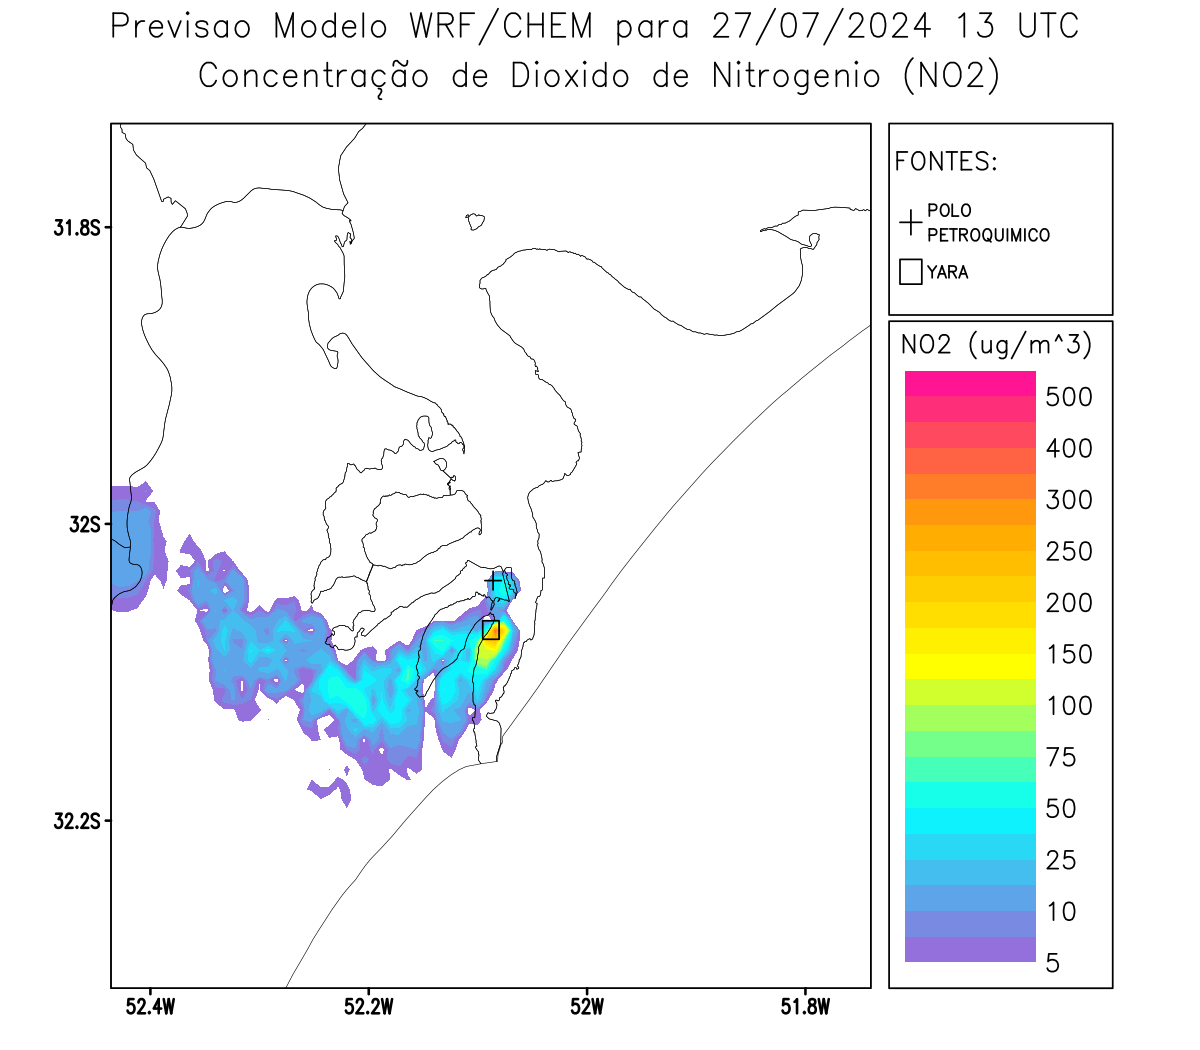 Previsao Modelo WRF/CHEM para 27/07/2024 13 UTC
Concentração de Dioxido de Nitrogenio (NO2)
FONTES:
POLO
PETROQUIMICO
YARA
NO2 (ug/m^3)
500
400
300
250
200
150
100
75
50
25
10
5
31.8S
32S
32.2S
52.4W
52.2W
52W
51.8W